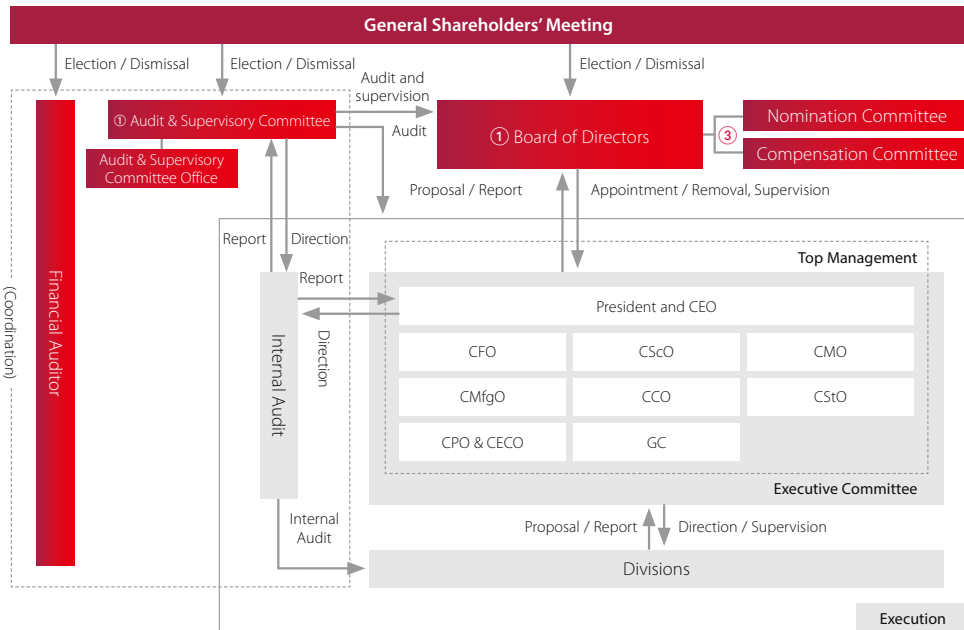 General Shareholders' Meeting
Election / Dismissal
Election / Dismissal
Election / Dismissal
Audit and
supervision
① Audit & Supervisory Committee
Audit
① Board of Directors
③
Nomination Committee
Compensation Committee
Audit & Supervisory
Committee Office
Proposal / Report
Appointment / Removal, Supervision
Report
Direction
Top Management
Report
(Coordination)
Financial Auditor
Internal Audit
Direction
President and CEO
CFO
CScO
CMO
CMfgO
CCO
CStO
CPO & CECO
GC
Executive Committee
Internal
Audit
Proposal / Report
Direction / Supervision
Divisions
Execution